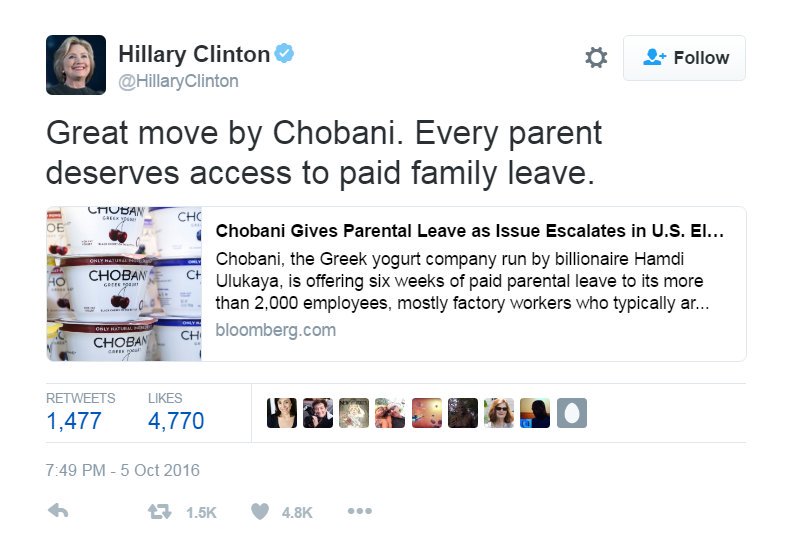 Hillary Clinton
@HillaryClinton
Follow
Great move by Chobani. Every parent
deserves access to paid family leave.
CHOBANI
GREEK YOGURT
CHO
CHOBANI
GREEK YOGURT
CH
CHOBANI
GREEK YOGURT
CH
Chobani Gives Parental Leave as Issue Escalates in U.S. El...
Chobani, the Greek yogurt company run by billionaire Hamdi
Ulukaya, is offering six weeks of paid parental leave to its more
than 2,000 employees, mostly factory workers who typically ar...
bloomberg.com
RETWEETS LIKES
1,477 4,770
7:49 PM - 5 Oct 2016
1.5K 4.8K